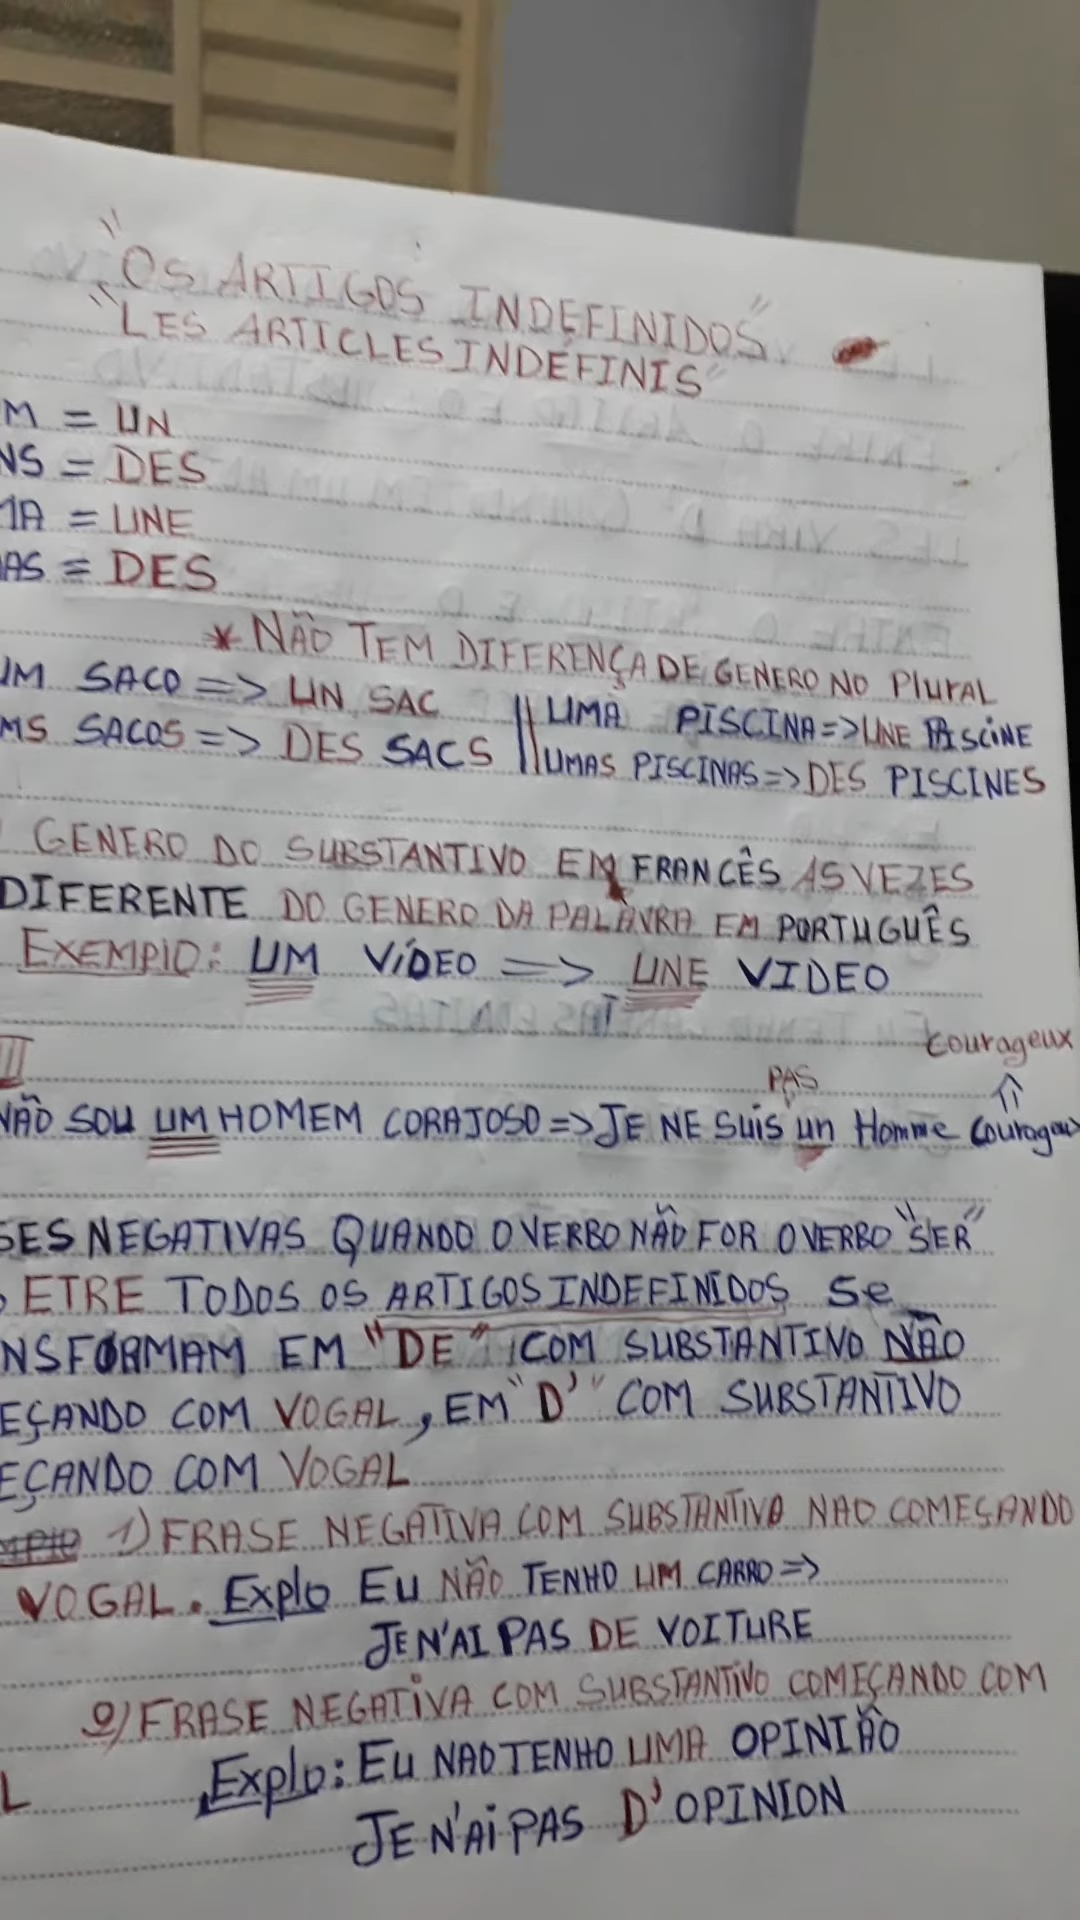 "OS ARTIGOS INDEFINIDOS"
"LES ARTICLES INDÉFINIS"
M = UN
NS = DES
MA = UNE
AS = DES
* NÃO TEM DIFERENÇA DE GENERO NO PlURAL
UM SACO => UN SAC || UMA PISCINA => UNE PISCINE
MS SACOS => DES SACS || UMAS PISCINAS => DES PISCINES
GENERO DO SUBSTANTIVO EM FRANCÊS AS VEZES
DIFERENTE DO GENERO DA PALAVRA EM PORTUGUÊS
EXEMPlO: UM VÍDEO => UNE VIDEO
courageux
II
PAS
NÃO SOU UM HOMEM CORAJOSO => JE NE SUIS un Homme Courageux
SES NEGATIVAS QUANDO O VERBO NÃO FOR O VERBO "SER"
O ETRE TODOS OS ARTIGOS INDEFINIDOS Se
NSFORMAM EM "DE" COM SUBSTANTIVO NÃO
EÇANDO COM VOGAL, EM "D'" COM SUBSTANTIVO
EÇANDO COM VOGAL
1) FRASE NEGATIVA COM SUBSTANTIVO NAO COMEÇANDO
VOGAL. Explo EU NÃO TENHO UM CARRO =>
JE N'AI PAS DE VOITURE
2) FRASE NEGATIVA COM SUBSTANTIVO COMEÇANDO COM
L Explo: EU NAO TENHO UMA OPINIÃO
JE N'Ai PAS D'OPINION